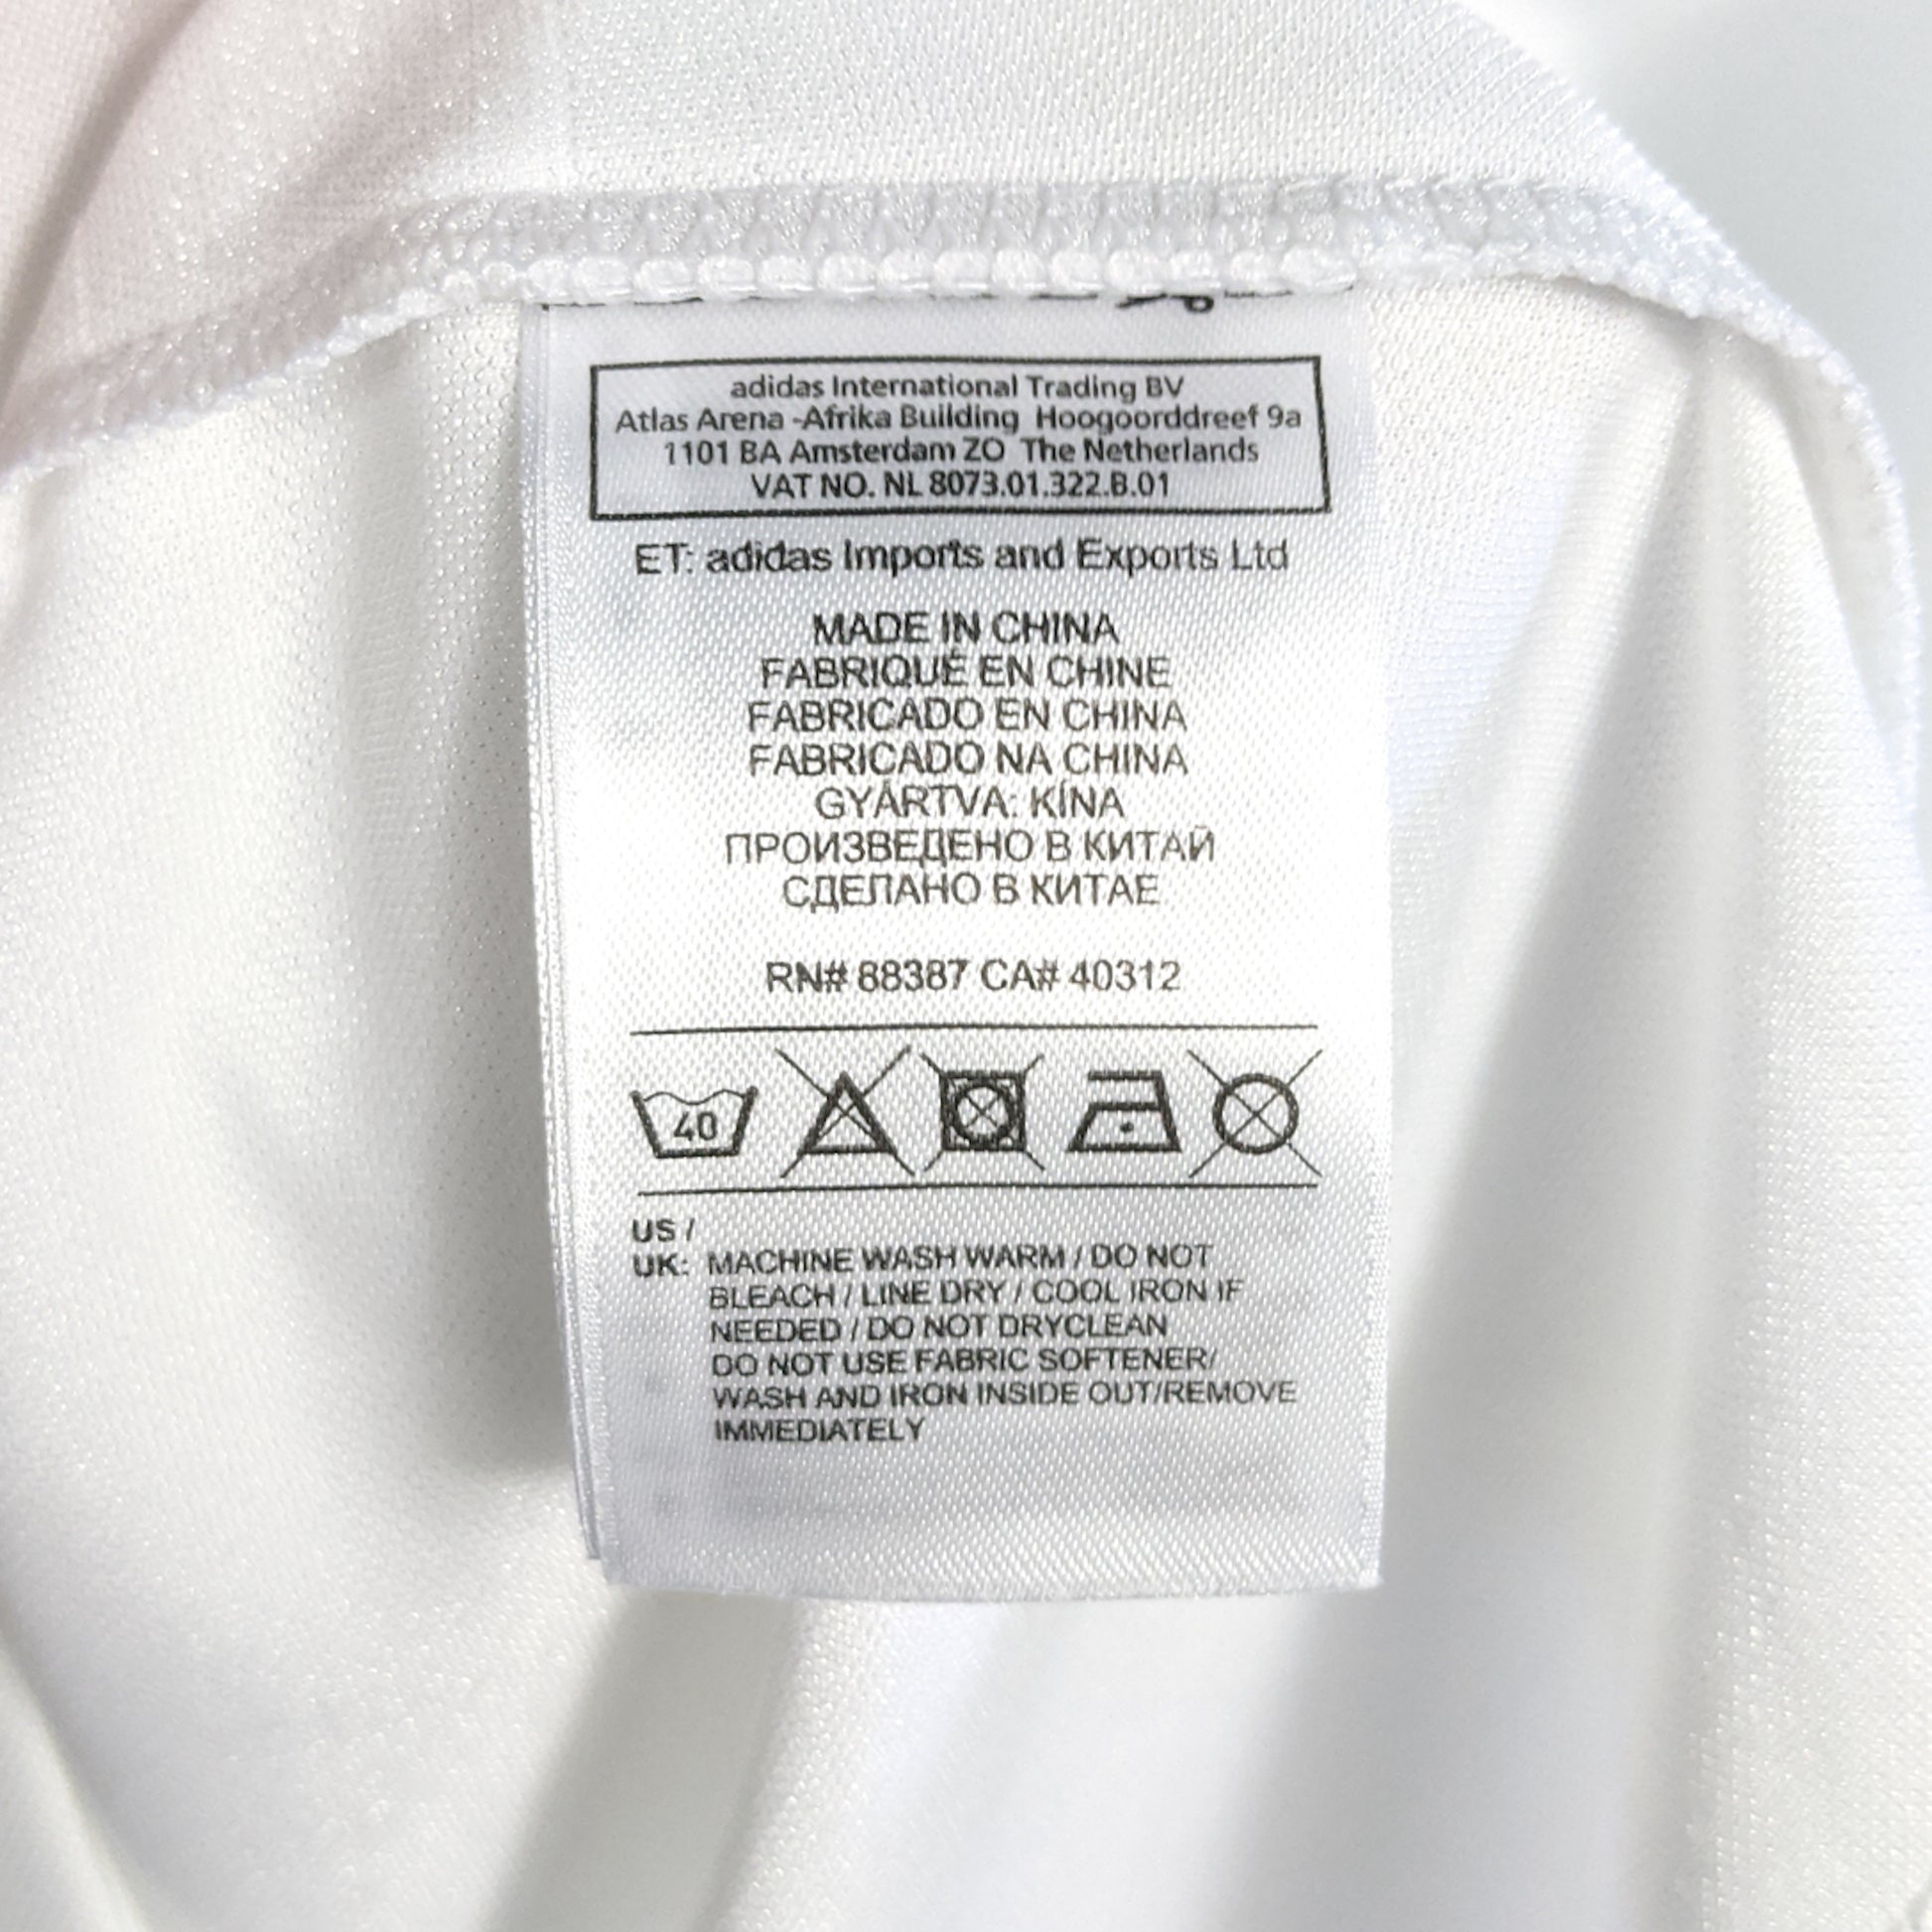 adidas International Trading BV
Atlas Arena -Afrika Building Hoogoorddreef 9a
1101 BA Amsterdam ZO The Netherlands
VAT NO. NL 8073.01.322.B.01
ET: adidas Imports and Exports Ltd
MADE IN CHINA
FABRIQUÉ EN CHINE
FABRICADO EN CHINA
FABRICADO NA CHINA
GYÁRTVA: KÍNA
ПРОИЗВЕДЕНО В КИТАЙ
СДЕЛАНО В КИТАЕ
RN# 88387 CA# 40312
40
US /
UK: MACHINE WASH WARM / DO NOT
BLEACH / LINE DRY / COOL IRON IF
NEEDED / DO NOT DRYCLEAN
DO NOT USE FABRIC SOFTENER/
WASH AND IRON INSIDE OUT/REMOVE
IMMEDIATELY